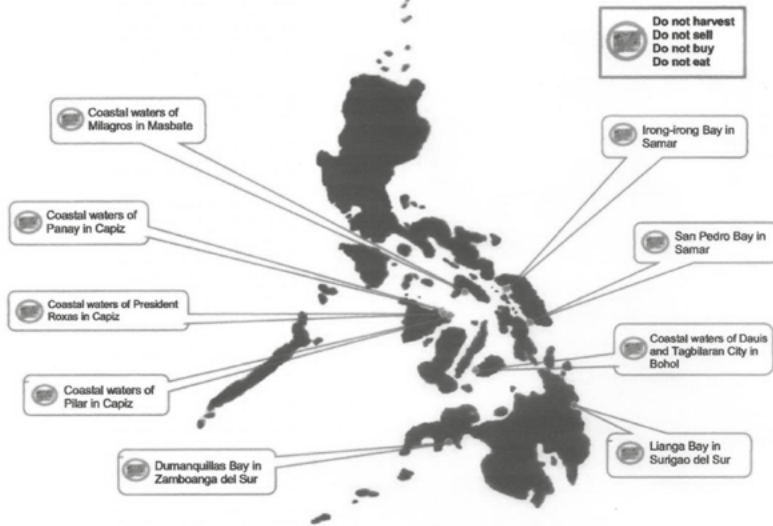 Do not harvest
Do not sell
Do not buy
Do not eat
Coastal waters of
Milagros in Masbate
Irong-irong Bay in
Samar
Coastal waters of
Panay in Capiz
San Pedro Bay in
Samar
Coastal waters of President
Roxas in Capiz
Coastal waters of Dauis
and Tagbilaran City in
Bohol
Coastal waters of
Pilar in Capiz
Lianga Bay in
Surigao del Sur
Dumanquillas Bay in
Zamboanga del Sur